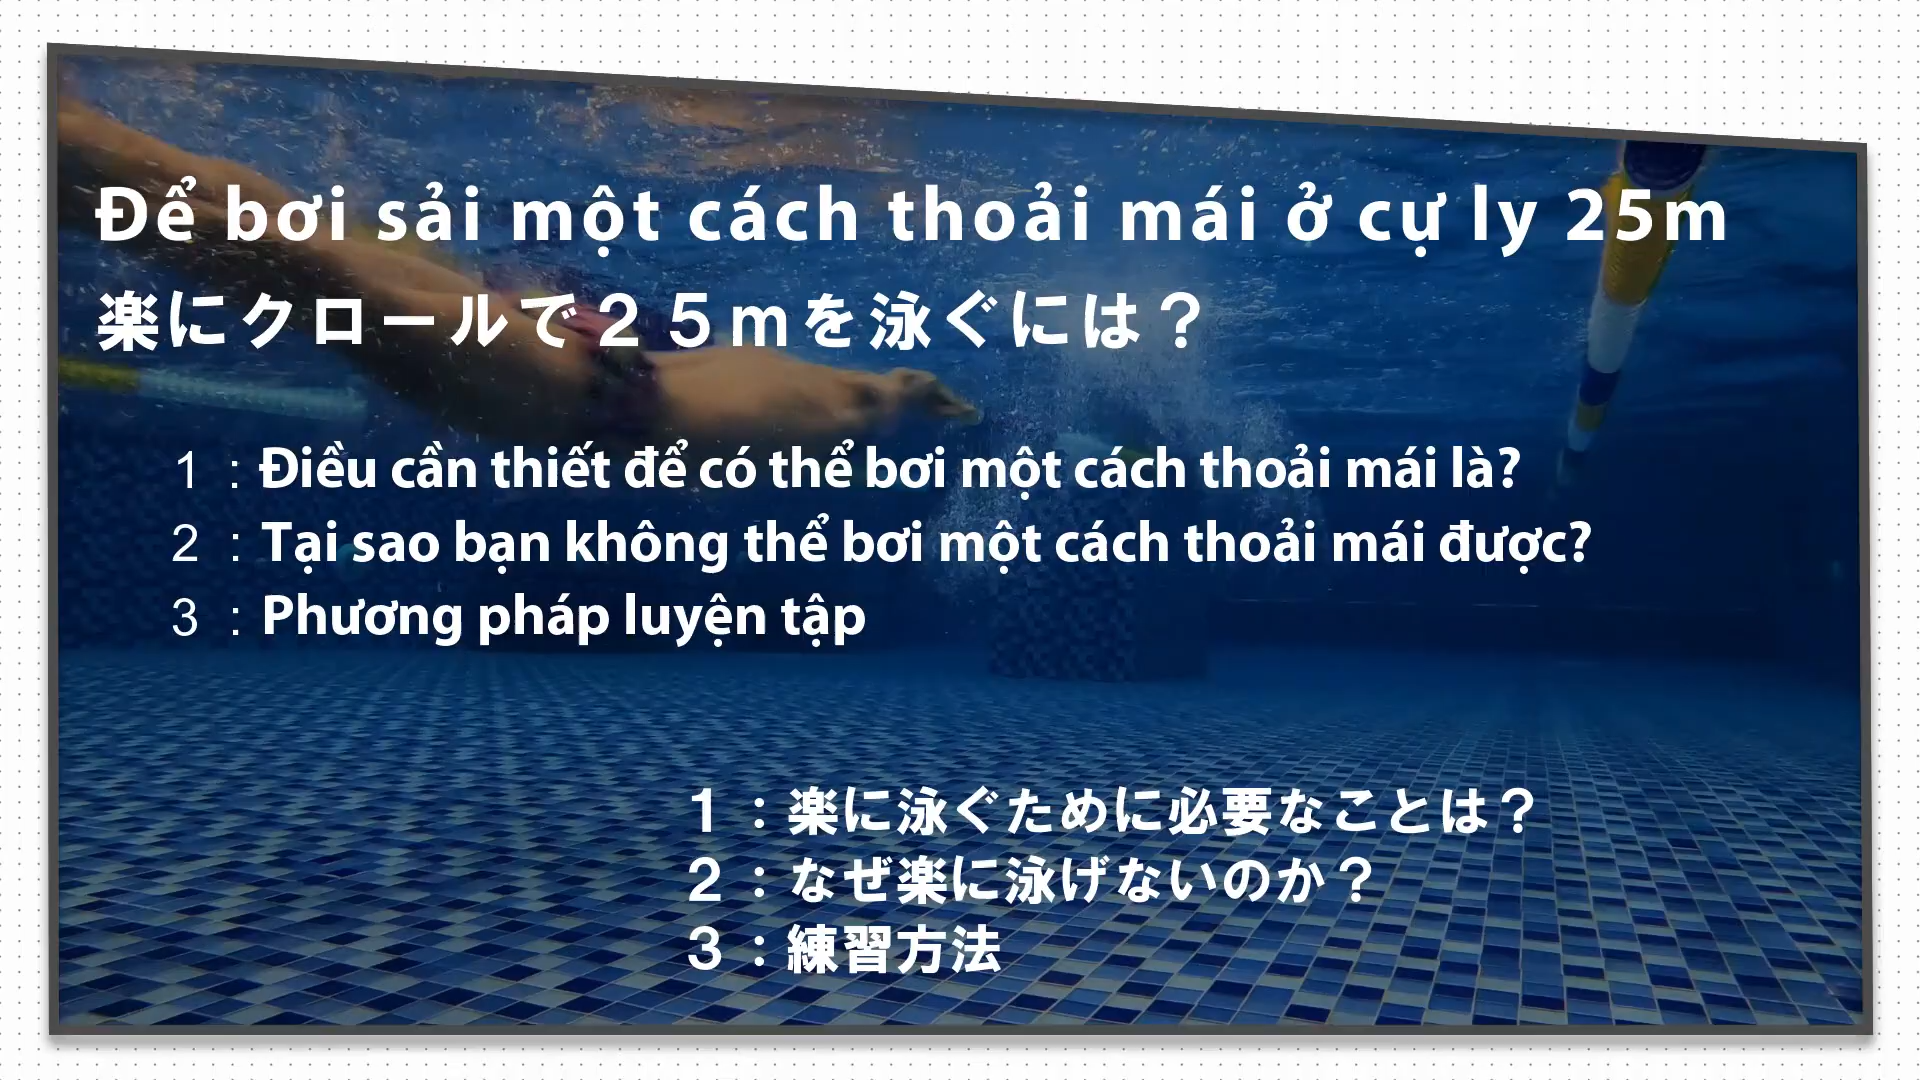 Để bơi sải một cách thoải mái ở cự ly 25m
楽にクロールで２５ｍを泳ぐには？
１：Điều cần thiết để có thể bơi một cách thoải mái là?
２：Tại sao bạn không thể bơi một cách thoải mái được?
３：Phương pháp luyện tập
１：楽に泳ぐために必要なことは？
２：なぜ楽に泳げないのか？
３：練習方法